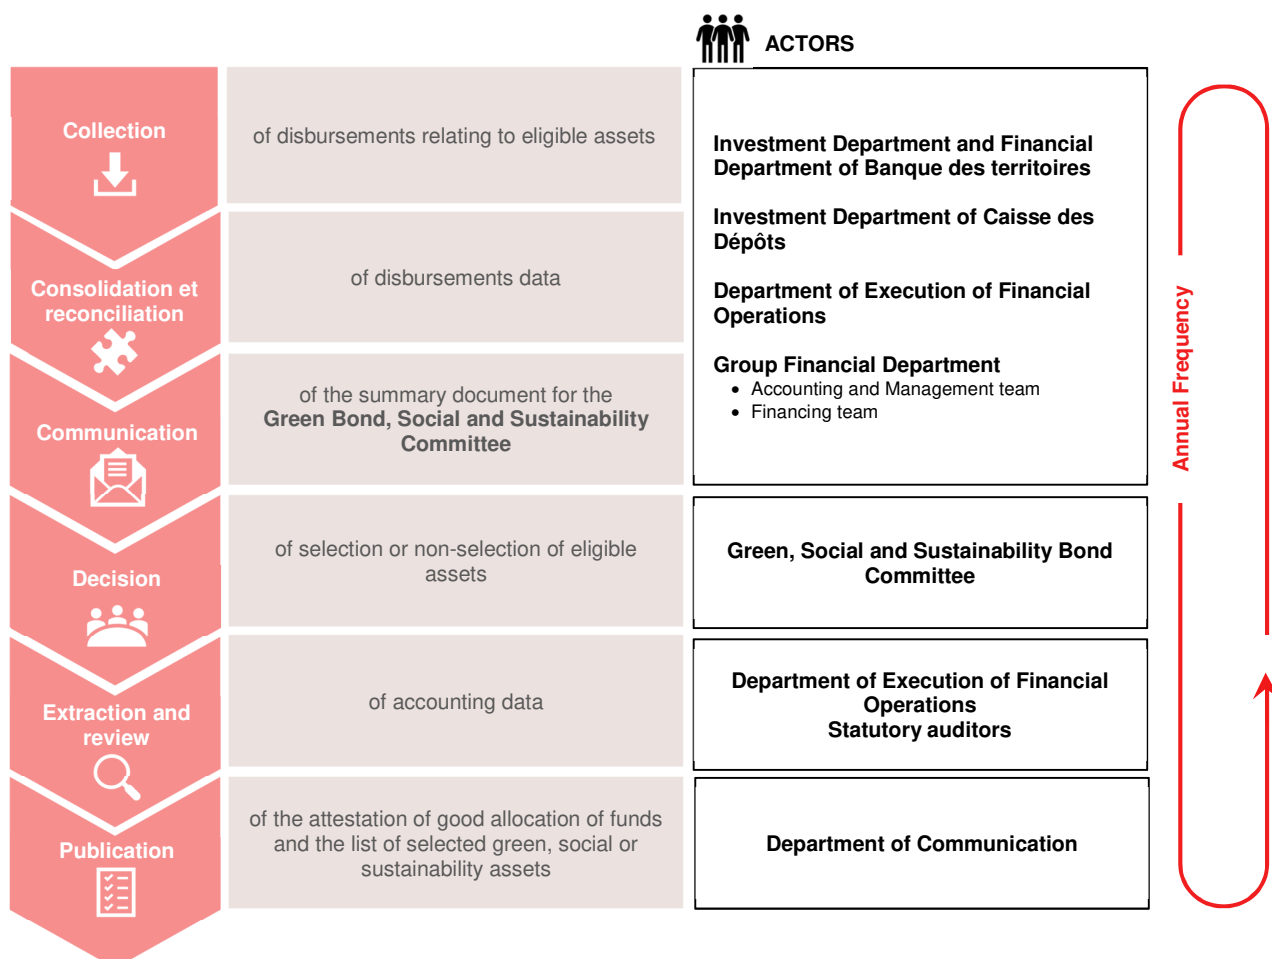 ACTORS
Collection
of disbursements relating to eligible assets
Investment Department and Financial
Department of Banque des territoires
Investment Department of Caisse des
Dépôts
Department of Execution of Financial
Operations
Group Financial Department
• Accounting and Management team
• Financing team
Consolidation et
reconciliation
of disbursements data
Communication
of the summary document for the
Green Bond, Social and Sustainability
Committee
Decision
of selection or non-selection of eligible
assets
Green, Social and Sustainability Bond
Committee
Extraction and
review
of accounting data
Department of Execution of Financial
Operations
Statutory auditors
Publication
of the attestation of good allocation of funds
and the list of selected green, social or
sustainability assets
Department of Communication
Annual Frequency